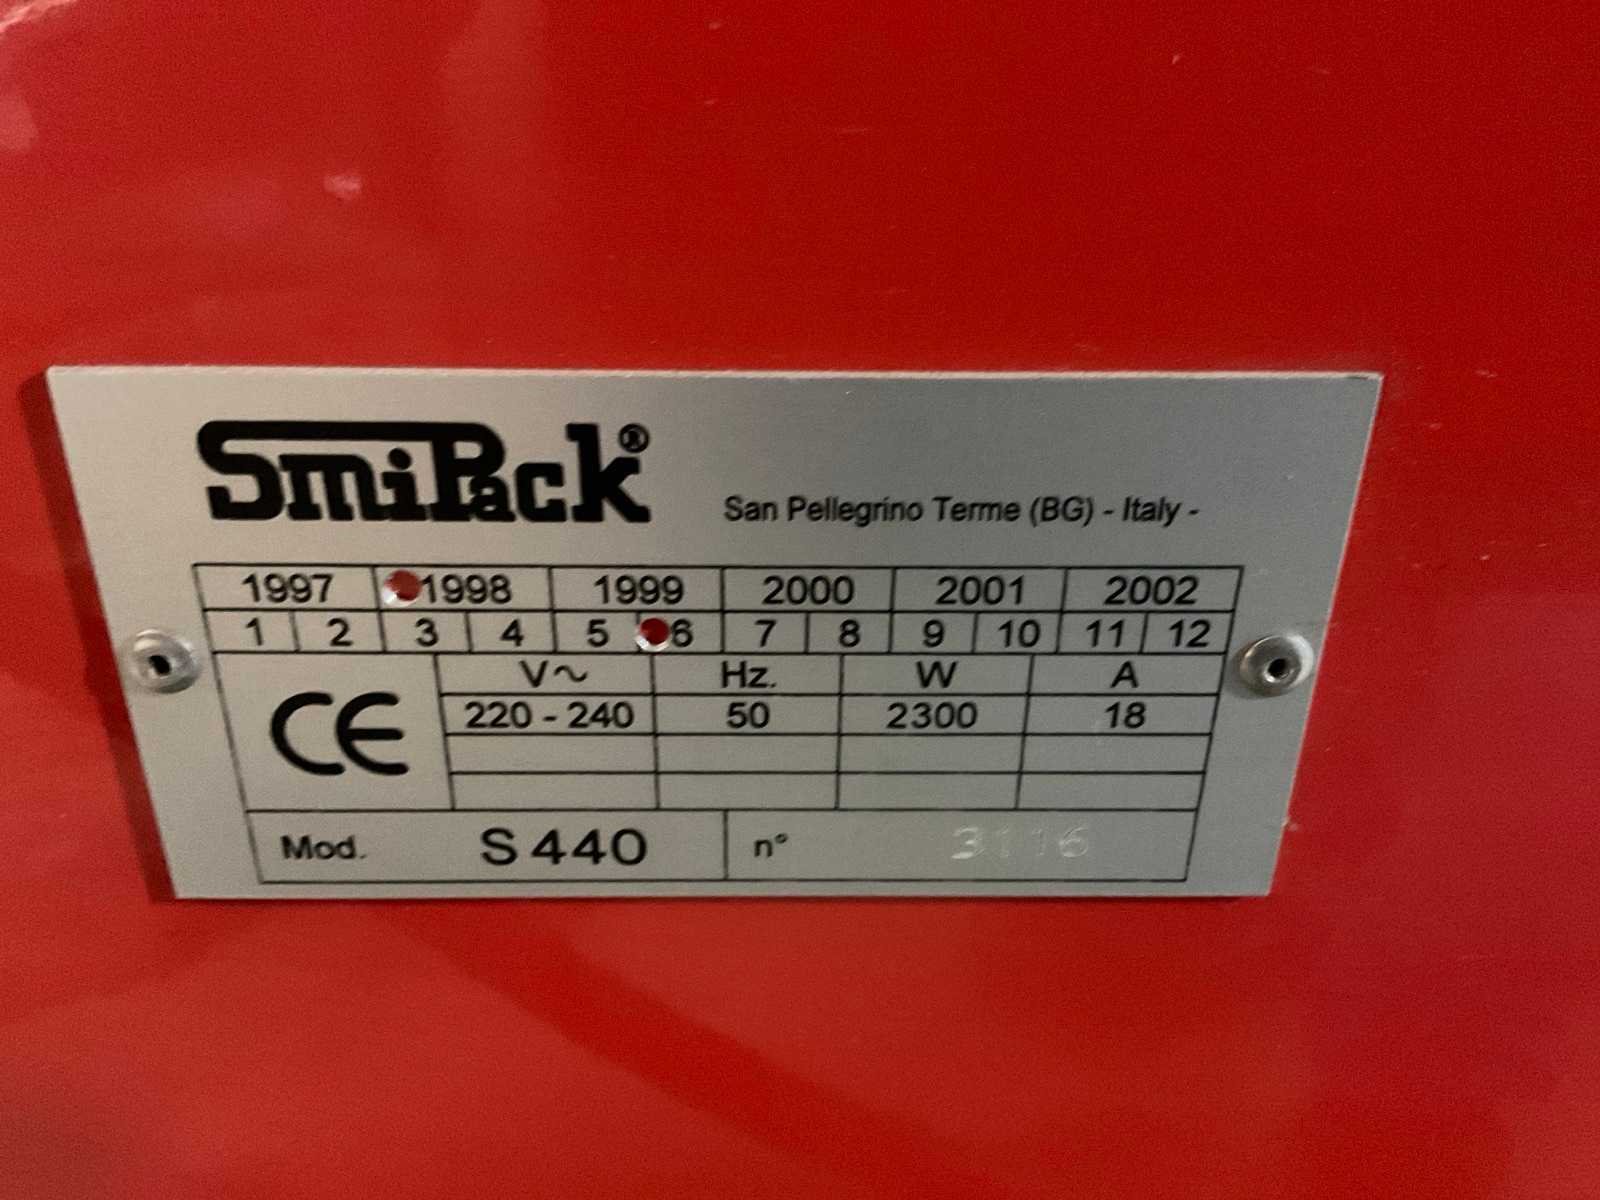 SmiPack®
San Pellegrino Terme (BG) - Italy -
1997 1998 1999 2000 2001 2002
1 2 3 4 5 6 7 8 9 10 11 12
CE
V~ Hz. W A
220 - 240 50 2300 18
Mod. S 440 n° 3116